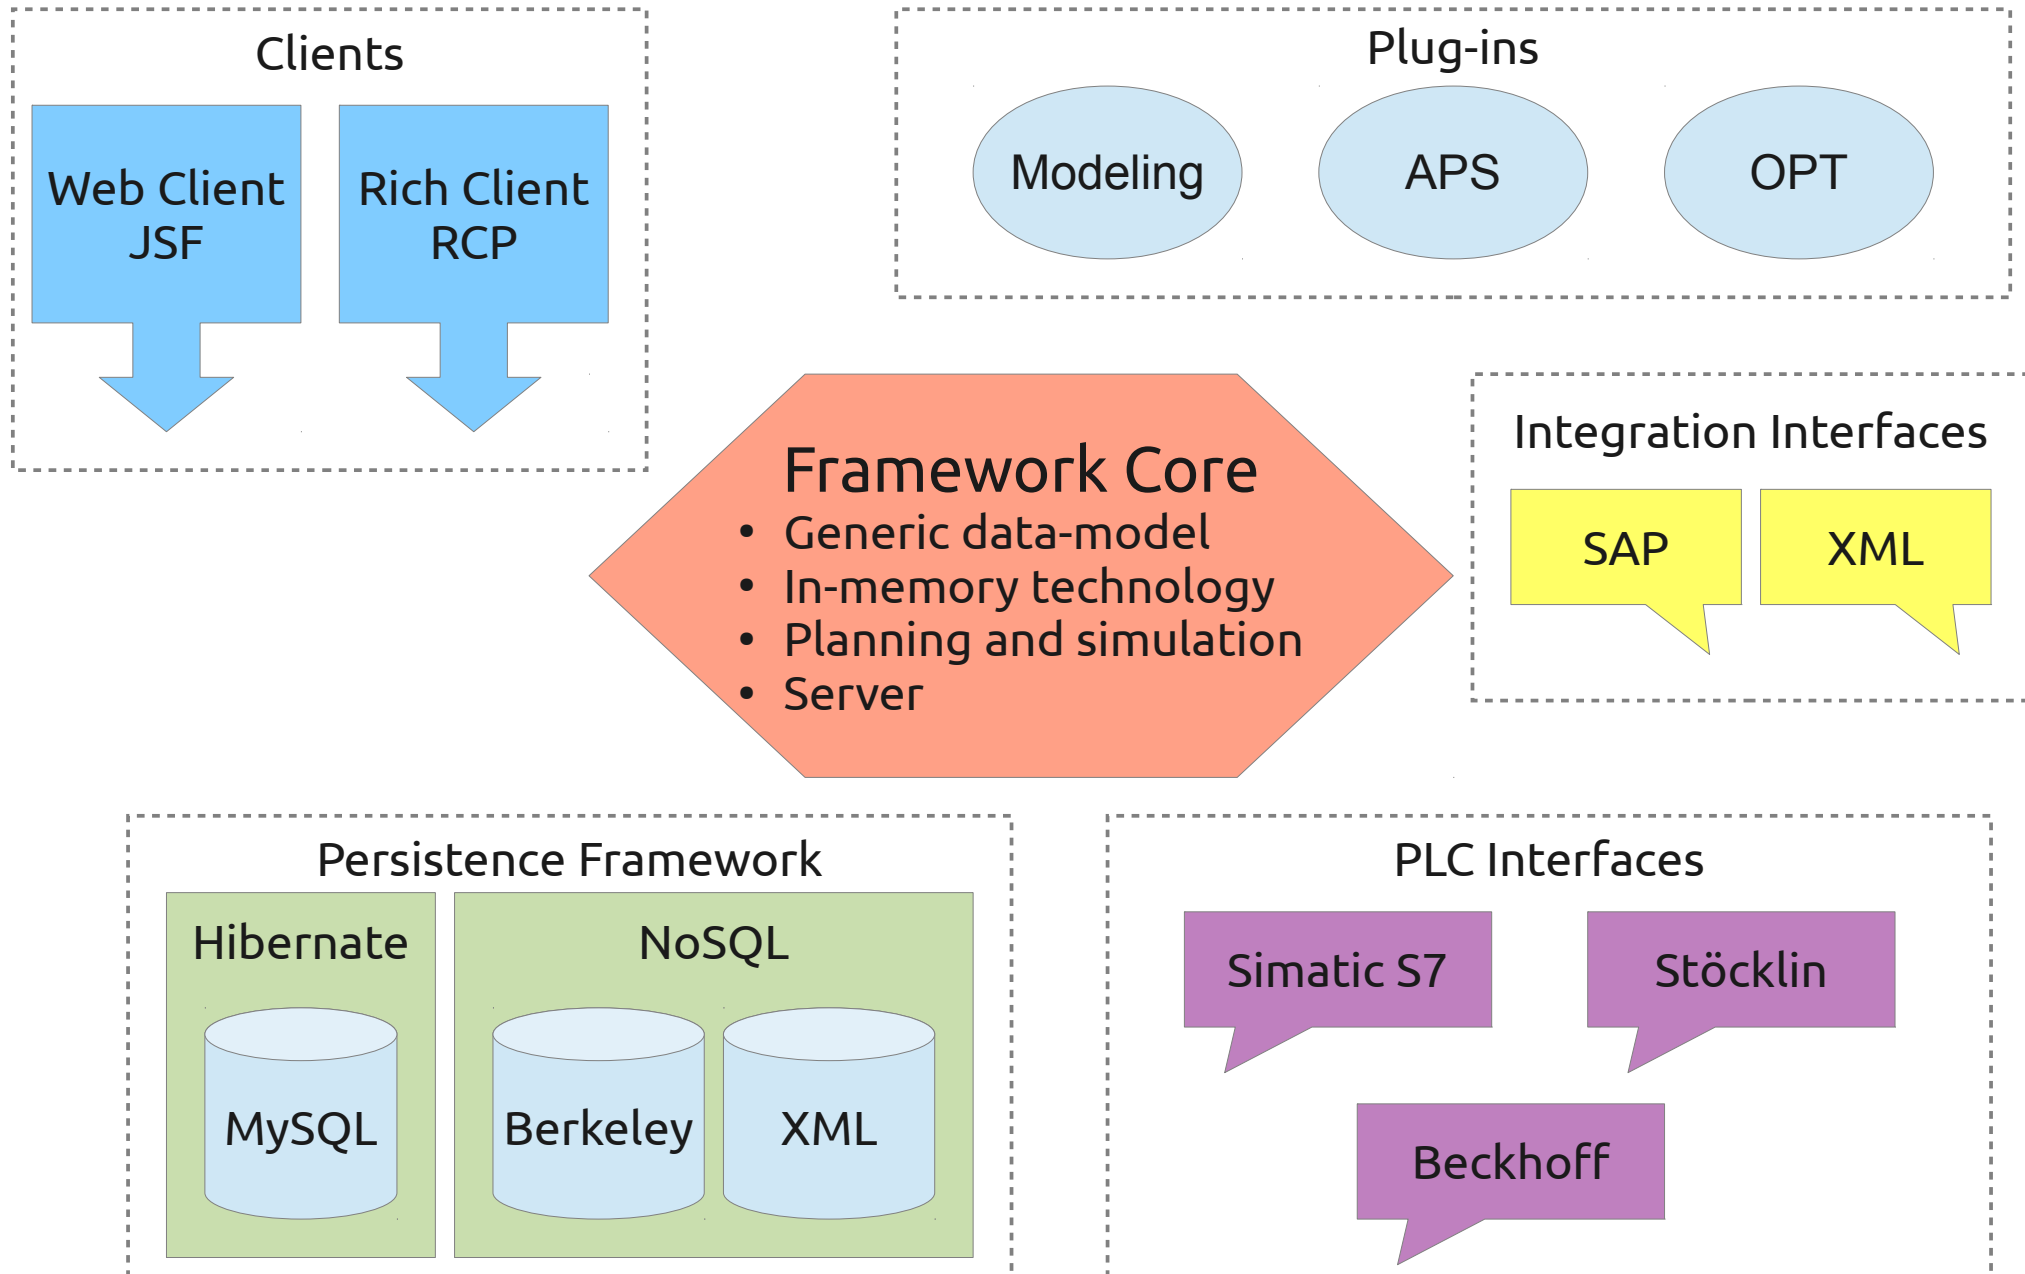 Clients
Web Client
JSF
Rich Client
RCP
Plug-ins
Modeling
APS
OPT
Framework Core
• Generic data-model
• In-memory technology
• Planning and simulation
• Server
Integration Interfaces
SAP
XML
Persistence Framework
Hibernate
MySQL
NoSQL
Berkeley
XML
PLC Interfaces
Simatic S7
Stöcklin
Beckhoff